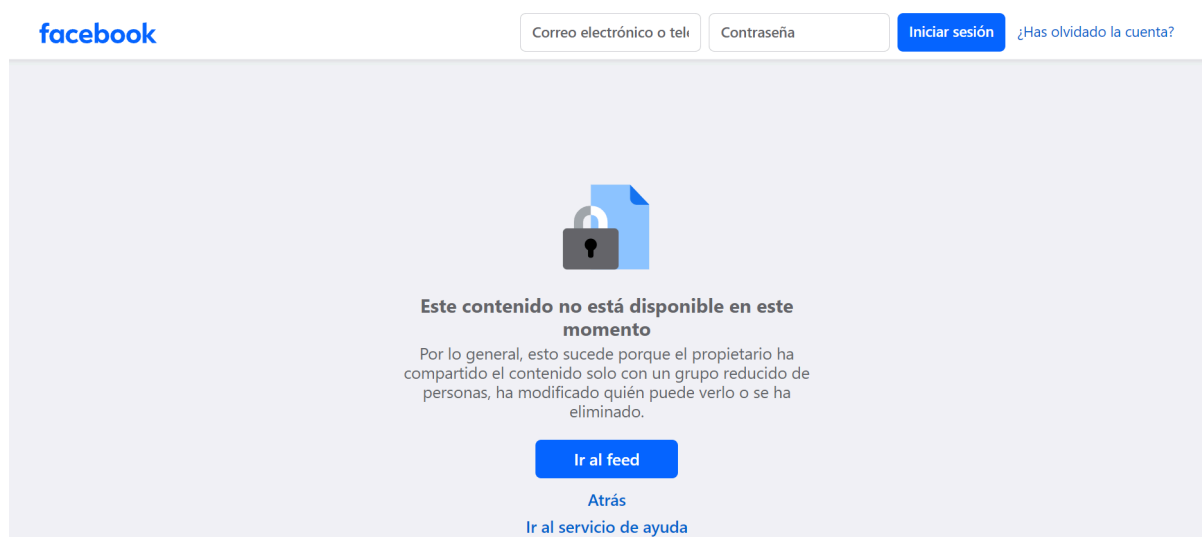 facebook
Correo electrónico o tel
Contraseña
Iniciar sesión
¿Has olvidado la cuenta?
Este contenido no está disponible en este
momento
Por lo general, esto sucede porque el propietario ha
compartido el contenido solo con un grupo reducido de
personas, ha modificado quién puede verlo o se ha
eliminado.
Ir al feed
Atrás
Ir al servicio de ayuda